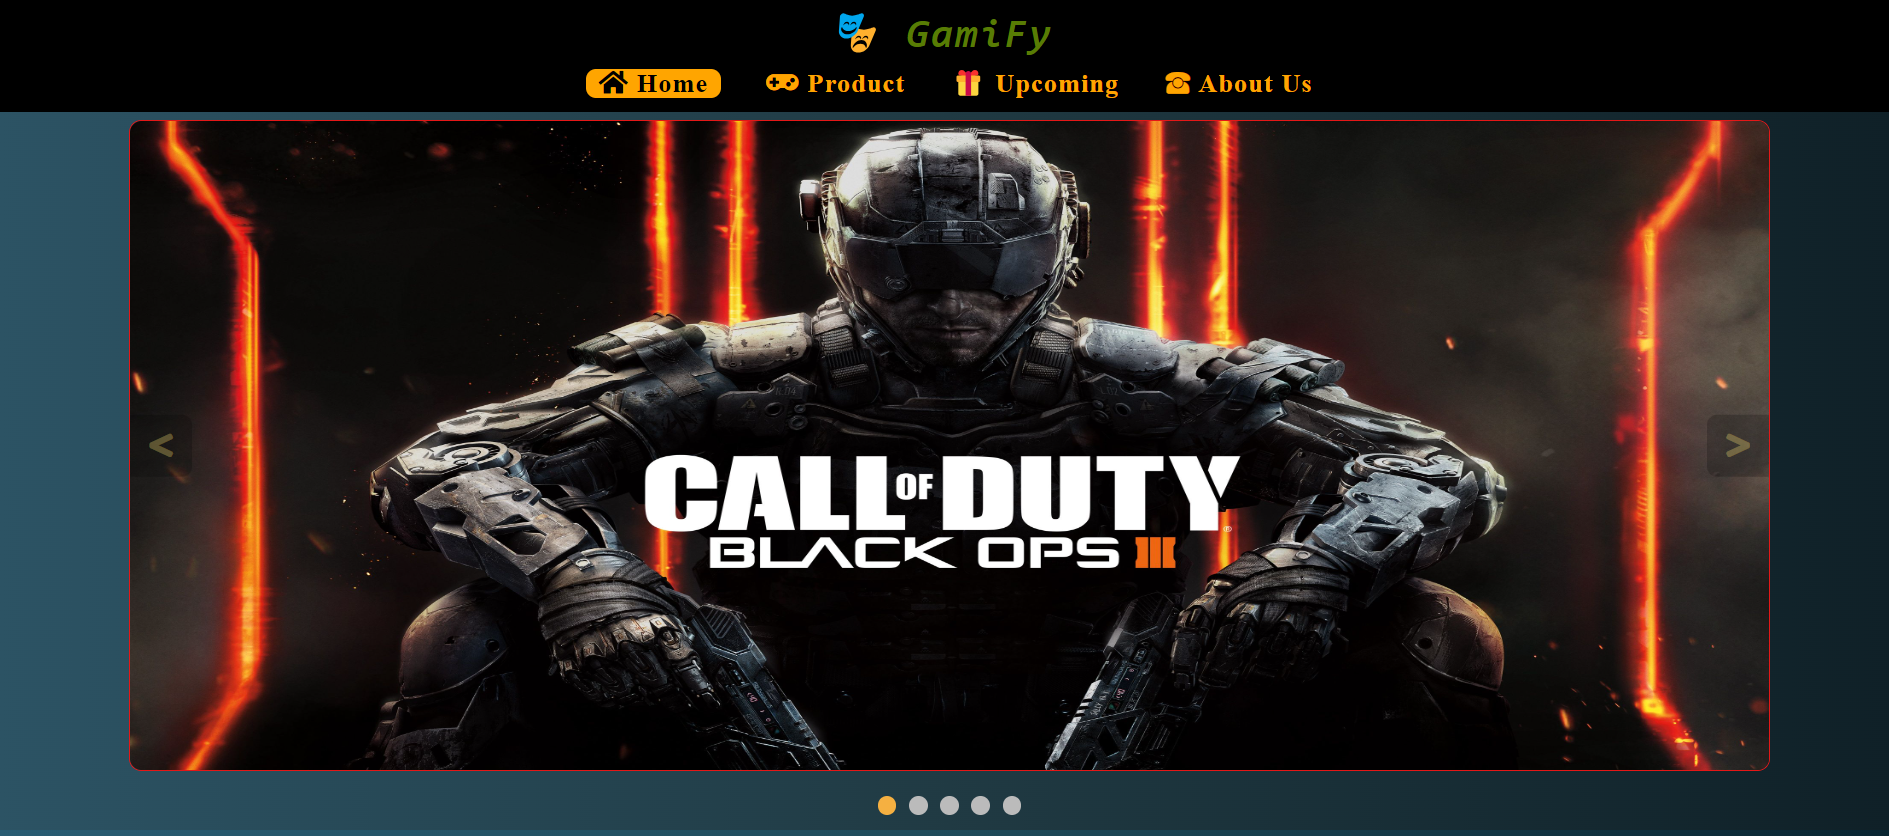 GamiFy
Home Product Upcoming About Us
< >
CALL OF DUTY®
BLACK OPS III